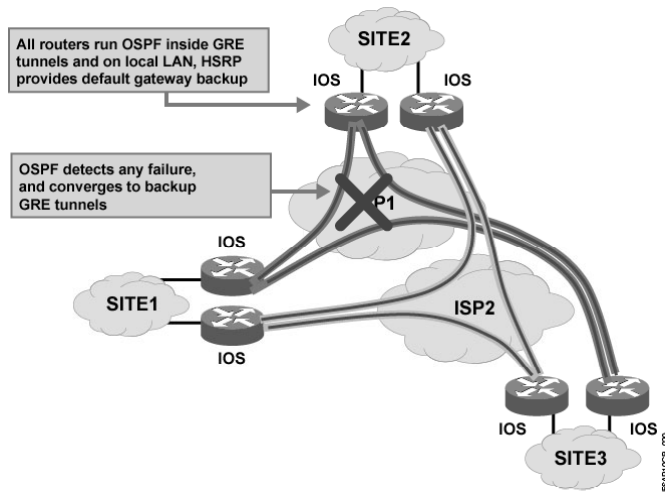 All routers run OSPF inside GRE
tunnels and on local LAN, HSRP
provides default gateway backup
SITE2
IOS
IOS
OSPF detects any failure,
and converges to backup
GRE tunnels
P1
IOS
SITE1
ISP2
IOS
IOS
IOS
SITE3